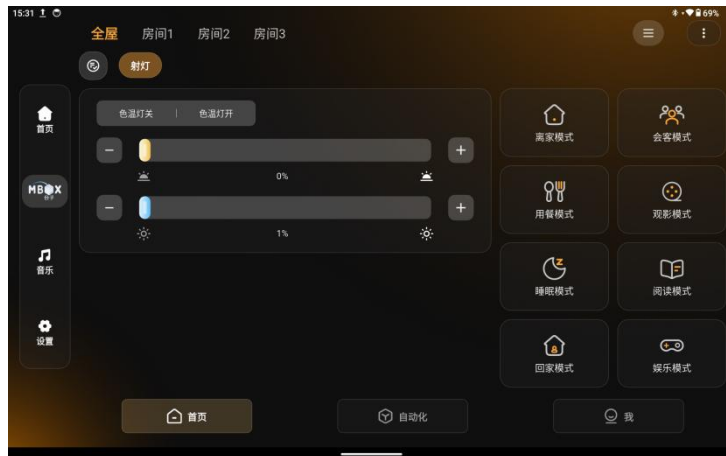 15:31 69%
全屋 房间1 房间2 房间3
射灯
首页
MBOX
音乐
设置
色温灯关 | 色温灯开
0%
1%
离家模式 会客模式
用餐模式 观影模式
睡眠模式 阅读模式
回家模式 娱乐模式
首页 自动化 我